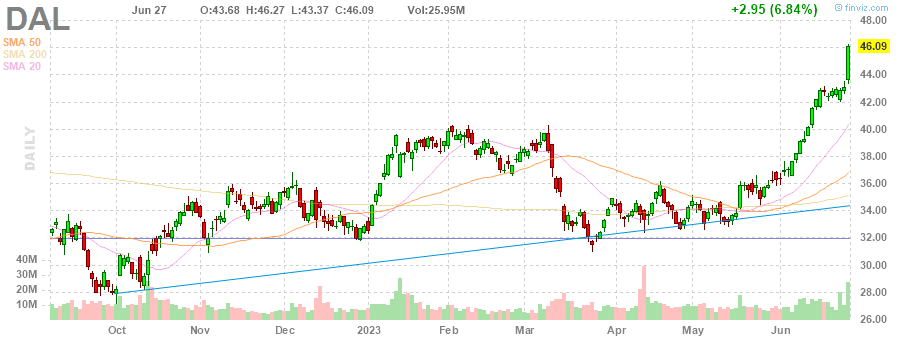 DAL Jun 27 O:43.68 H:46.27 L:43.37 C:46.09 Vol:25.95M +2.95 (6.84%) © finviz.com
SMA 50
SMA 200
SMA 20
DAILY
48.00
46.09
44.00
42.00
40.00
38.00
36.00
34.00
32.00
30.00
28.00
26.00
40M
30M
20M
10M
Oct Nov Dec 2023 Feb Mar Apr May Jun